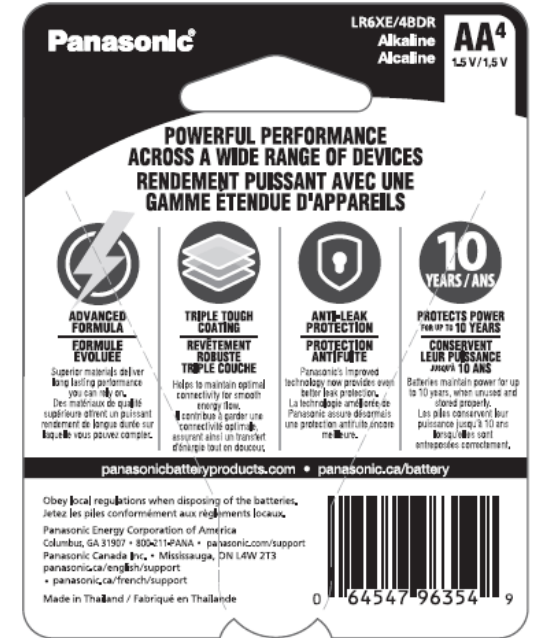 Panasonic®
LR6XE/4BDR
Alkaline
Alcaline
AA4
1.5 V/1,5 V
POWERFUL PERFORMANCE
ACROSS A WIDE RANGE OF DEVICES
RENDEMENT PUISSANT AVEC UNE
GAMME ÉTENDUE D'APPAREILS
ADVANCED
FORMULA
FORMULE
ÉVOLUÉE
Superior materials deliver
long lasting performance
you can rely on.
Des matériaux de qualité
supérieure offrent un puissant
rendement de longue durée sur
laquelle vous pouvez compter.
TRIPLE TOUGH
COATING
REVÊTEMENT
ROBUSTE
TRIPLE COUCHE
Helps to maintain optimal
connectivity for smooth
energy flow.
Il contribue à garder une
connectivité optimale,
assurant ainsi un transfert
d'énergie tout en douceur.
ANTI-LEAK
PROTECTION
PROTECTION
ANTIFUITE
Panasonic's improved
technology now provides even
better leak protection.
La technologie améliorée de
Panasonic assure désormais
une protection antifuite encore
meilleure.
10
YEARS / ANS
PROTECTS POWER
FOR UP TO 10 YEARS
CONSERVENT
LEUR PUISSANCE
JUSQU'À 10 ANS
Batteries maintain power for up
to 10 years, when unused and
stored properly.
Les piles conservent leur
puissance jusqu'à 10 ans
lorsqu'elles sont
entreposées correctement.
panasonicbatteryproducts.com • panasonic.ca/battery
Obey local regulations when disposing of the batteries.
Jetez les piles conformément aux règlements locaux.
Panasonic Energy Corporation of America
Columbus, GA 31907 • 800-211-PANA • panasonic.com/support
Panasonic Canada Inc. • Mississauga, ON L4W 2T3
panasonic.ca/english/support
• panasonic.ca/french/support
Made in Thailand / Fabriqué en Thaïlande
0 64547 96354 9